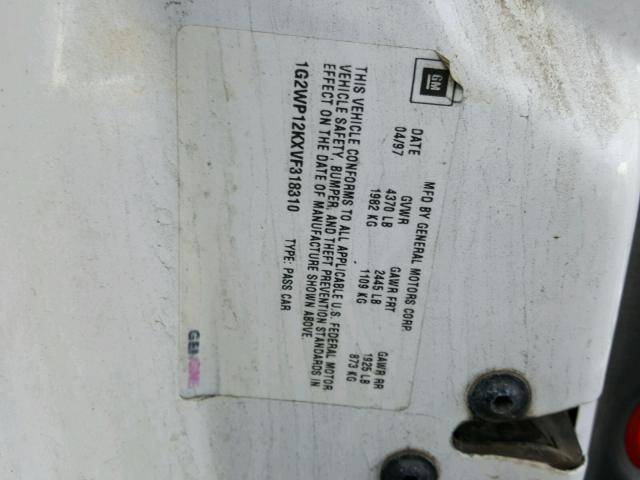 GM
MFD BY GENERAL MOTORS CORP.
DATE GVWR GAWR FRT GAWR RR
04/97 4370 LB 2445 LB 1925 LB
1982 KG 1109 KG 873 KG
THIS VEHICLE CONFORMS TO ALL APPLICABLE U.S. FEDERAL MOTOR
VEHICLE SAFETY, BUMPER, AND THEFT PREVENTION STANDARDS IN
EFFECT ON THE DATE OF MANUFACTURE SHOWN ABOVE.
1G2WP12KXVF318310 TYPE: PASS CAR